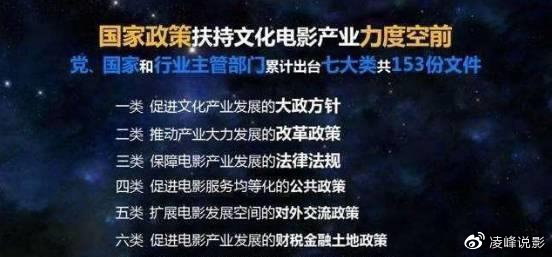 国家政策扶持文化电影产业力度空前
党、国家和行业主管部门累计出台七大类共153份文件
一类 促进文化产业发展的大政方针
二类 推动产业大力发展的改革政策
三类 保障电影产业发展的法律法规
四类 促进电影服务均等化的公共政策
五类 扩展电影发展空间的对外交流政策
六类 促进电影产业发展的财税金融土地政策
凌峰说影